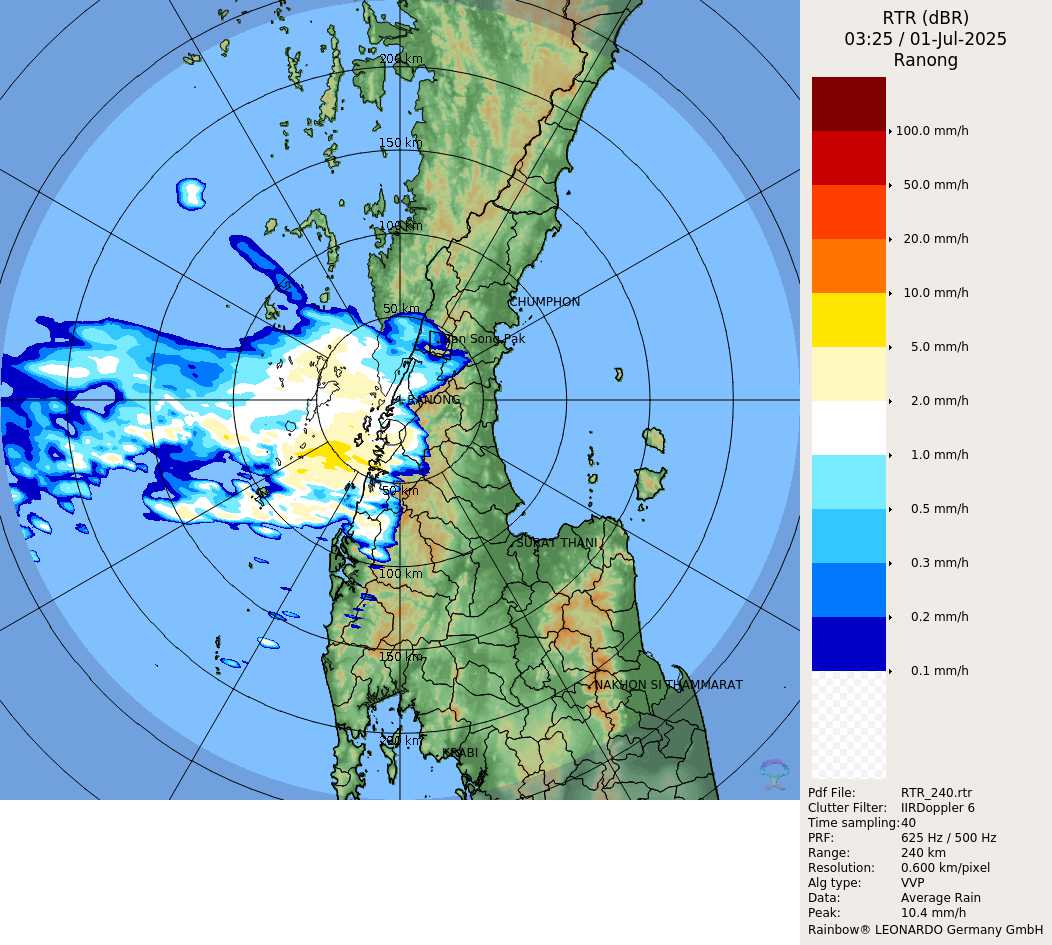 RTR (dBR)
03:25 / 01-Jul-2025
Ranong
200 km
150 km
100 km
50 km
CHUMPHON
RANONG
50 km
SURAT THANI
100 km
150 km
NAKHON SI THAMMARAT
200 km
KRABI
100.0 mm/h
50.0 mm/h
20.0 mm/h
10.0 mm/h
5.0 mm/h
2.0 mm/h
1.0 mm/h
0.5 mm/h
0.3 mm/h
0.2 mm/h
0.1 mm/h
Pdf File: RTR_240.rtr
Clutter Filter: IIRDoppler 6
Time sampling: 40
PRF: 625 Hz / 500 Hz
Range: 240 km
Resolution: 0.600 km/pixel
Alg type: VVP
Data: Average Rain
Peak: 10.4 mm/h
Rainbow® LEONARDO Germany GmbH